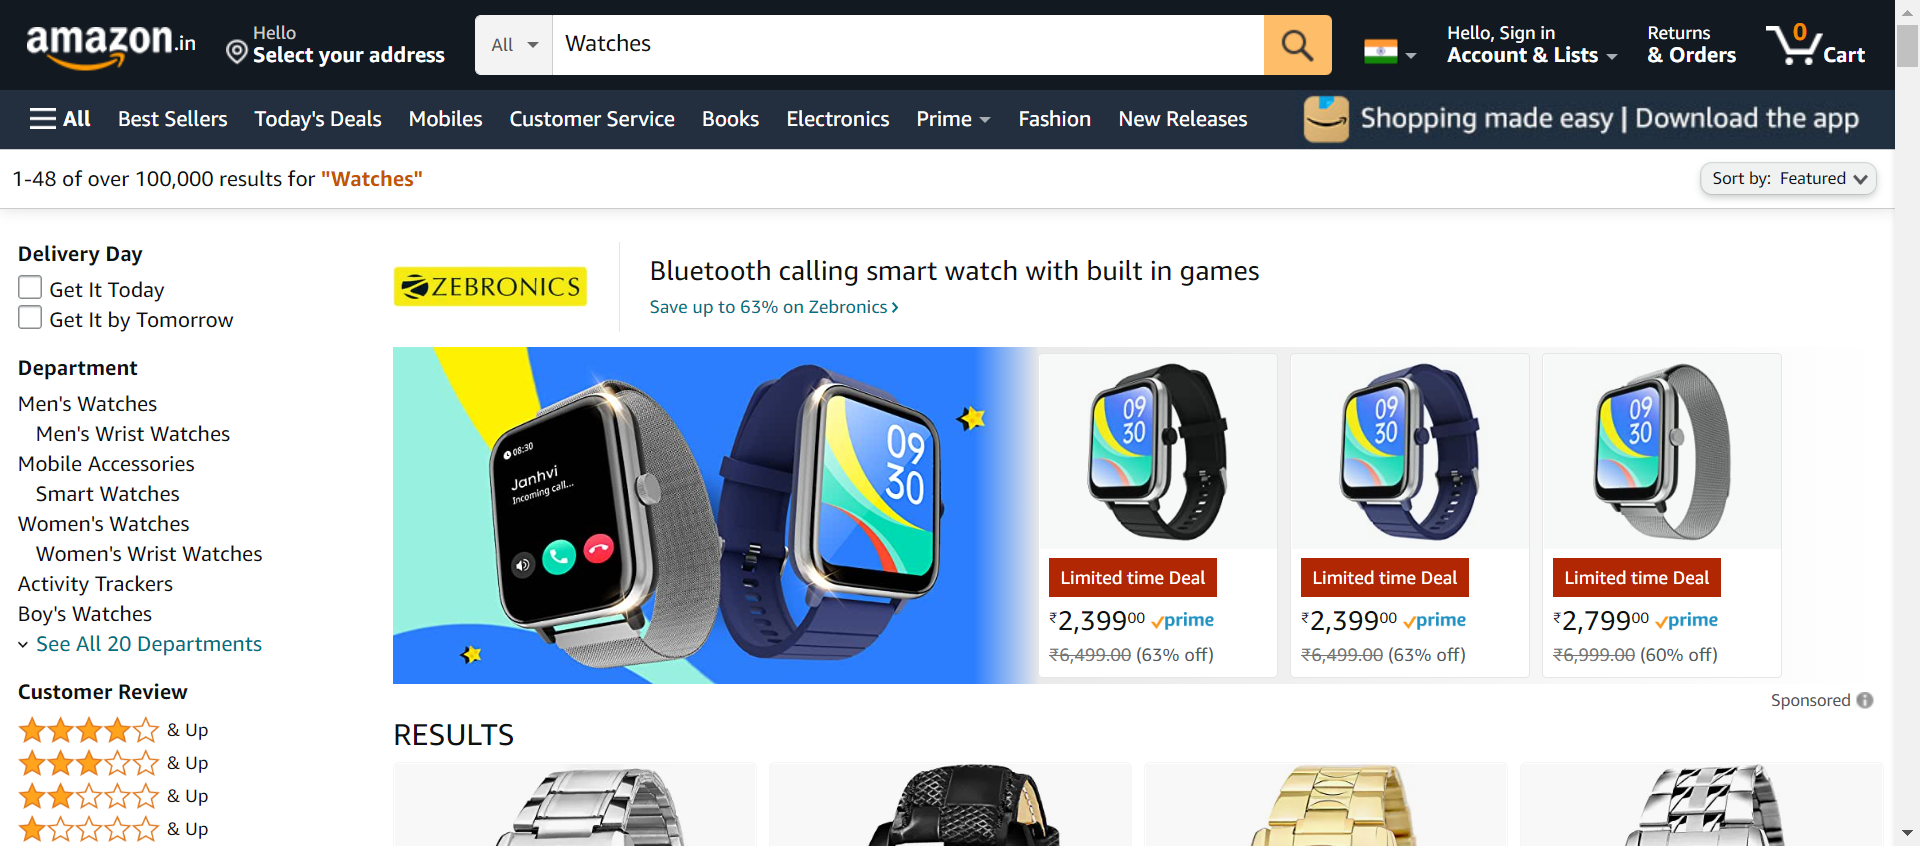 amazon.in
Hello
Select your address
All
Watches
Hello, Sign in
Account & Lists
Returns
& Orders
0
Cart
All
Best Sellers
Today's Deals
Mobiles
Customer Service
Books
Electronics
Prime
Fashion
New Releases
Shopping made easy | Download the app
1-48 of over 100,000 results for "Watches"
Sort by: Featured
Delivery Day
Get It Today
Get It by Tomorrow
Department
Men's Watches
Men's Wrist Watches
Mobile Accessories
Smart Watches
Women's Watches
Women's Wrist Watches
Activity Trackers
Boy's Watches
See All 20 Departments
Customer Review
& Up
& Up
& Up
& Up
ZEBRONICS
Bluetooth calling smart watch with built in games
Save up to 63% on Zebronics ›
08:30
Janhvi
Incoming call...
09
30
09
30
Limited time Deal
₹2,39900 prime
₹6,499.00 (63% off)
09
30
Limited time Deal
₹2,39900 prime
₹6,499.00 (63% off)
09
30
Limited time Deal
₹2,79900 prime
₹6,999.00 (60% off)
Sponsored
RESULTS